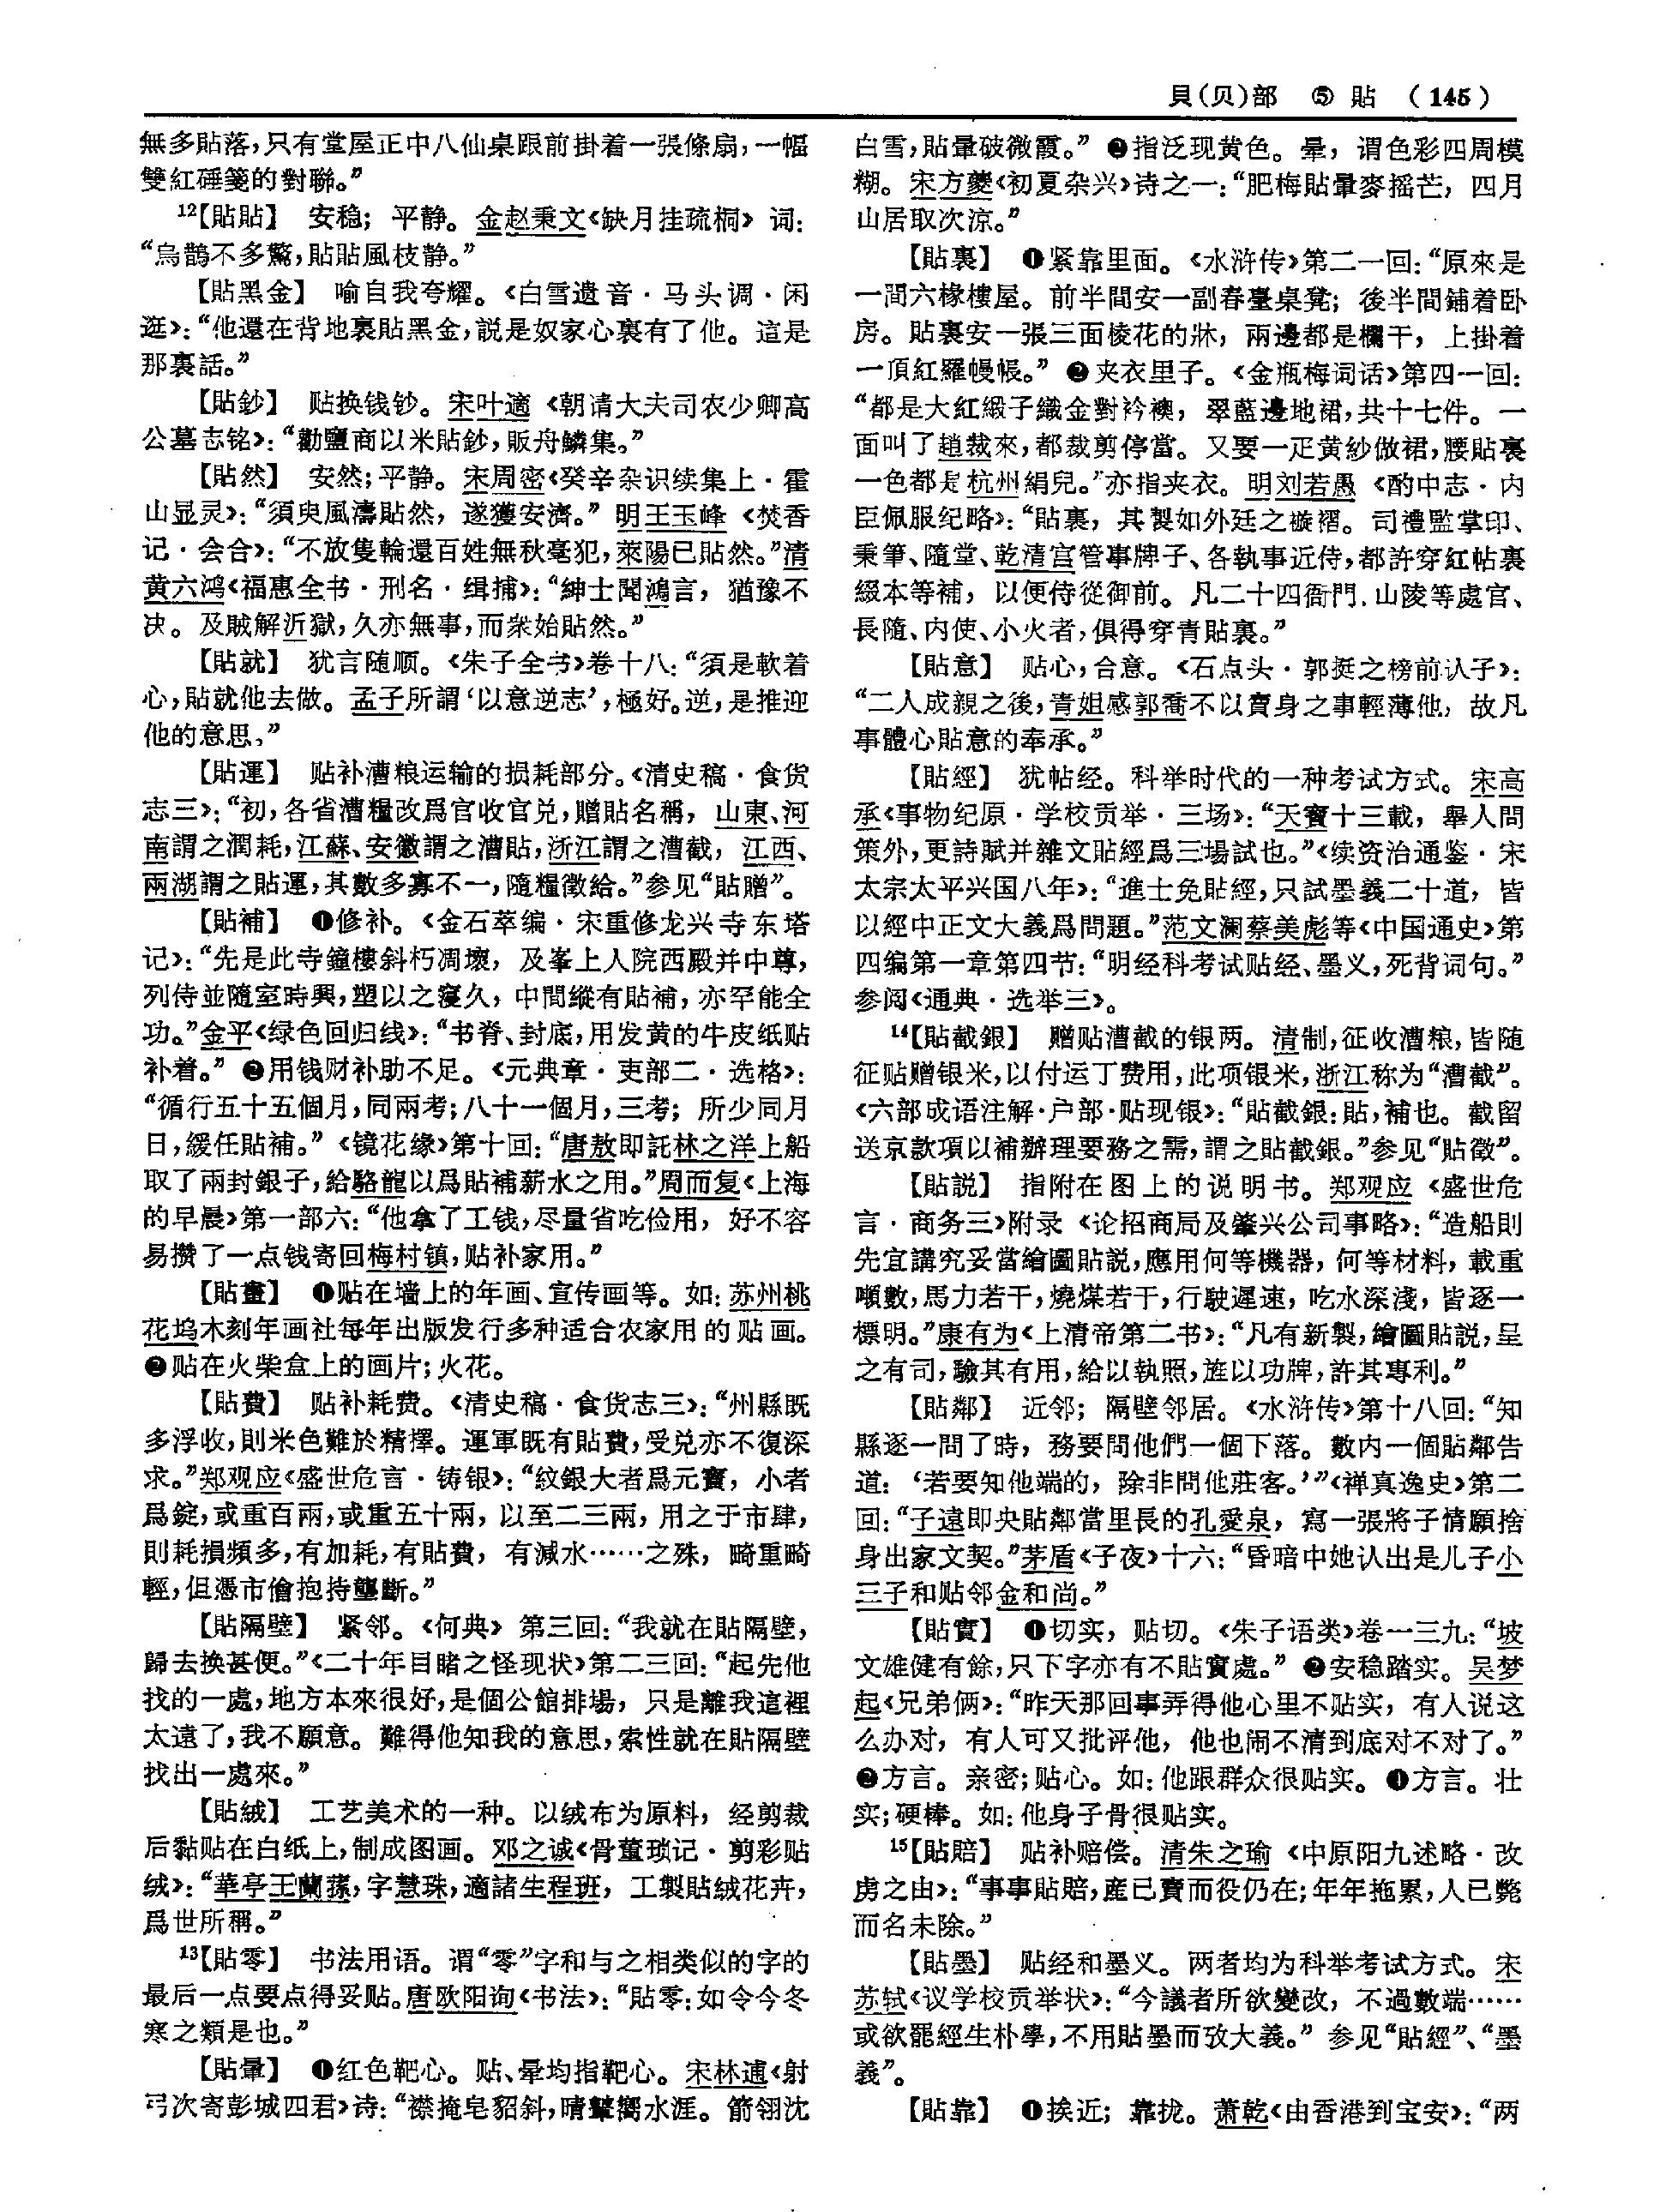 貝(贝)部　⑤　貼　(145)
無多貼落,只有堂屋正中八仙桌跟前掛着一張條扇,一幅
雙紅硾箋的對聯。”
¹²【貼貼】　安稳；平静。金赵秉文《缺月挂疏桐》词：
“烏鵲不多驚,貼貼風枝静。”
【貼黑金】　喻自我夸耀。《白雪遗音·马头调·闲
逛》：“他還在背地裏貼黑金,説是奴家心裏有了他。這是
那裏話。”
【貼鈔】　贴换钱钞。宋叶適《朝请大夫司农少卿高
公墓志铭》：“勸鹽商以米貼鈔,販舟鱗集。”
【貼然】　安然；平静。宋周密《癸辛杂识续集上·霍
山显灵》：“須臾風濤貼然，遂獲安濟。”明王玉峰《焚香
记·会合》：“不放隻輪還百姓無秋毫犯,萊陽已貼然。”清
黄六鸿《福惠全书·刑名·缉捕》：“紳士聞鴻言，猶豫不
决。及賊解沂獄,久亦無事,而衆始貼然。”
【貼就】　犹言随顺。《朱子全书》卷十八：“須是軟着
心,貼就他去做。孟子所謂‘以意逆志’,極好。逆,是推迎
他的意思。”
【貼運】　贴补漕粮运输的损耗部分。《清史稿·食货
志三》：“初,各省漕糧改爲官收官兑,贈貼名稱，山東、河
南謂之潤耗,江蘇、安徽謂之漕貼,浙江謂之漕截，江西、
兩湖謂之貼運,其數多寡不一,隨糧徵給。”参见“貼贈”。
【貼補】　❶修补。《金石萃编·宋重修龙兴寺东塔
记》：“先是此寺鐘樓斜朽凋壞，及峯上人院西殿并中尊，
列侍並隨室時興,塑以之寖久，中間縱有貼補，亦罕能全
功。”金平《绿色回归线》：“书脊、封底,用发黄的牛皮纸贴
补着。”❷用钱财补助不足。《元典章·吏部二·选格》：
“循行五十五個月,同兩考；八十一個月,三考；所少同月
日,緩任貼補。”《镜花缘》第十回：“唐敖即託林之洋上船
取了兩封銀子,給駱龍以爲貼補薪水之用。”周而复《上海
的早晨》第一部六：“他拿了工钱,尽量省吃俭用，好不容
易攒了一点钱寄回梅村镇,贴补家用。”
【貼畫】　❶贴在墙上的年画、宣传画等。如：苏州桃
花坞木刻年画社每年出版发行多种适合农家用的贴画。
❷贴在火柴盒上的画片；火花。
【貼費】　贴补耗费。《清史稿·食货志三》：“州縣既
多浮收,則米色難於精擇。運軍既有貼費,受兑亦不復深
求。”郑观应《盛世危言·铸银》：“紋銀大者爲元寶，小者
爲錠,或重百兩,或重五十兩，以至二三兩，用之于市肆，
則耗損頻多,有加耗,有貼費，有減水……之殊，畸重畸
輕,但憑市儈抱持壟斷。”
【貼隔壁】　紧邻。《何典》第三回：“我就在貼隔壁，
歸去换甚便。”《二十年目睹之怪现状》第二三回：“起先他
找的一處,地方本來很好,是個公館排場，只是離我這裡
太遠了,我不願意。難得他知我的意思,索性就在貼隔壁
找出一處來。”
【貼絨】　工艺美术的一种。以绒布为原料，经剪裁
后黏贴在白纸上,制成图画。邓之诚《骨董琐记·剪彩贴
绒》：“華亭王蘭蓀,字慧珠,適諸生程班，工製貼絨花卉，
爲世所稱。”
¹³【貼零】　书法用语。谓“零”字和与之相类似的字的
最后一点要点得妥贴。唐欧阳询《书法》：“貼零：如令今冬
寒之類是也。”
【貼暈】　❶红色靶心。贴、晕均指靶心。宋林逋《射
弓次寄彭城四君》诗：“襟掩皂貂斜,晴鼙嚮水涯。箭翎沈
白雪,貼暈破微霞。”❷指泛现黄色。晕，谓色彩四周模
糊。宋方夔《初夏杂兴》诗之一：“肥梅貼暈麥摇芒，四月
山居取次涼。”
【貼裏】　❶紧靠里面。《水浒传》第二一回：“原來是
一間六椽樓屋。前半間安一副春臺桌凳；後半間鋪着卧
房。貼裏安一張三面棱花的牀，兩邊都是欄干，上掛着
一頂紅羅幔帳。”❷夹衣里子。《金瓶梅词话》第四一回：
“都是大紅緞子織金對衿襖，翠藍邊地裙,共十七件。一
面叫了趙裁來,都裁剪停當。又要一疋黄紗做裙,腰貼裏
一色都是杭州絹兒。”亦指夹衣。明刘若愚《酌中志·内
臣佩服纪略》：“貼裏，其製如外廷之褷褶。司禮監掌印、
秉筆、隨堂、乾清宫管事牌子、各執事近侍,都許穿紅帖裏
綴本等補，以便侍從御前。凡二十四衙門、山陵等處官、
長隨、内使、小火者,俱得穿青貼裏。”
【貼意】　贴心,合意。《石点头·郭挺之榜前认子》：
“二人成親之後,青姐感郭喬不以賣身之事輕薄他，故凡
事體心貼意的奉承。”
【貼經】　犹帖经。科举时代的一种考试方式。宋高
承《事物纪原·学校贡举·三场》：“天寶十三載，舉人問
策外,更詩賦并雜文貼經爲三場試也。”《续资治通鉴·宋
太宗太平兴国八年》：“進士免貼經,只試墨義二十道，皆
以經中正文大義爲問題。”范文澜蔡美彪等《中国通史》第
四编第一章第四节：“明经科考试贴经、墨义,死背词句。”
参阅《通典·选举三》。
¹⁴【貼截銀】　赠贴漕截的银两。清制,征收漕粮,皆随
征贴赠银米,以付运丁费用,此项银米,浙江称为“漕截”。
《六部成语注解·户部·贴现银》：“貼截銀：貼,補也。截留
送京款項以補辦理要務之需,謂之貼截銀。”参见“貼徵”。
【貼説】　指附在图上的说明书。郑观应《盛世危
言·商务三》附录《论招商局及肇兴公司事略》：“造船則
先宜講究妥當繪圖貼説,應用何等機器，何等材料，載重
噸數,馬力若干,燒煤若干,行駛遲速，吃水深淺，皆逐一
標明。”康有为《上清帝第二书》：“凡有新製,繪圖貼説,呈
之有司,驗其有用,給以執照,旌以功牌,許其專利。”
【貼鄰】　近邻；隔壁邻居。《水浒传》第十八回：“知
縣逐一問了時，務要問他們一個下落。數内一個貼鄰告
道：‘若要知他端的，除非問他莊客。’”《禅真逸史》第二
回：“子遠即央貼鄰當里長的孔愛泉，寫一張將子情願捨
身出家文契。”茅盾《子夜》十六：“昏暗中她认出是儿子小
三子和贴邻金和尚。”
【貼實】　❶切实，贴切。《朱子语类》卷一三九：“坡
文雄健有餘,只下字亦有不貼實處。”❷安稳踏实。吴梦
起《兄弟俩》：“昨天那回事弄得他心里不贴实，有人说这
么办对，有人可又批评他，他也闹不清到底对不对了。”
❷方言。亲密；贴心。如：他跟群众很贴实。❹方言。壮
实；硬棒。如：他身子骨很贴实。
¹⁵【貼賠】　贴补赔偿。清朱之瑜《中原阳九述略·改
虏之由》：“事事貼賠,産已賣而役仍在；年年拖累,人已斃
而名未除。”
【貼墨】　贴经和墨义。两者均为科举考试方式。宋
苏轼《议学校贡举状》：“今議者所欲變改，不過數端……
或欲罷經生朴學,不用貼墨而攷大義。”参见“貼經”、“墨
義”。
【貼靠】　❶挨近；靠拢。萧乾《由香港到宝安》：“两